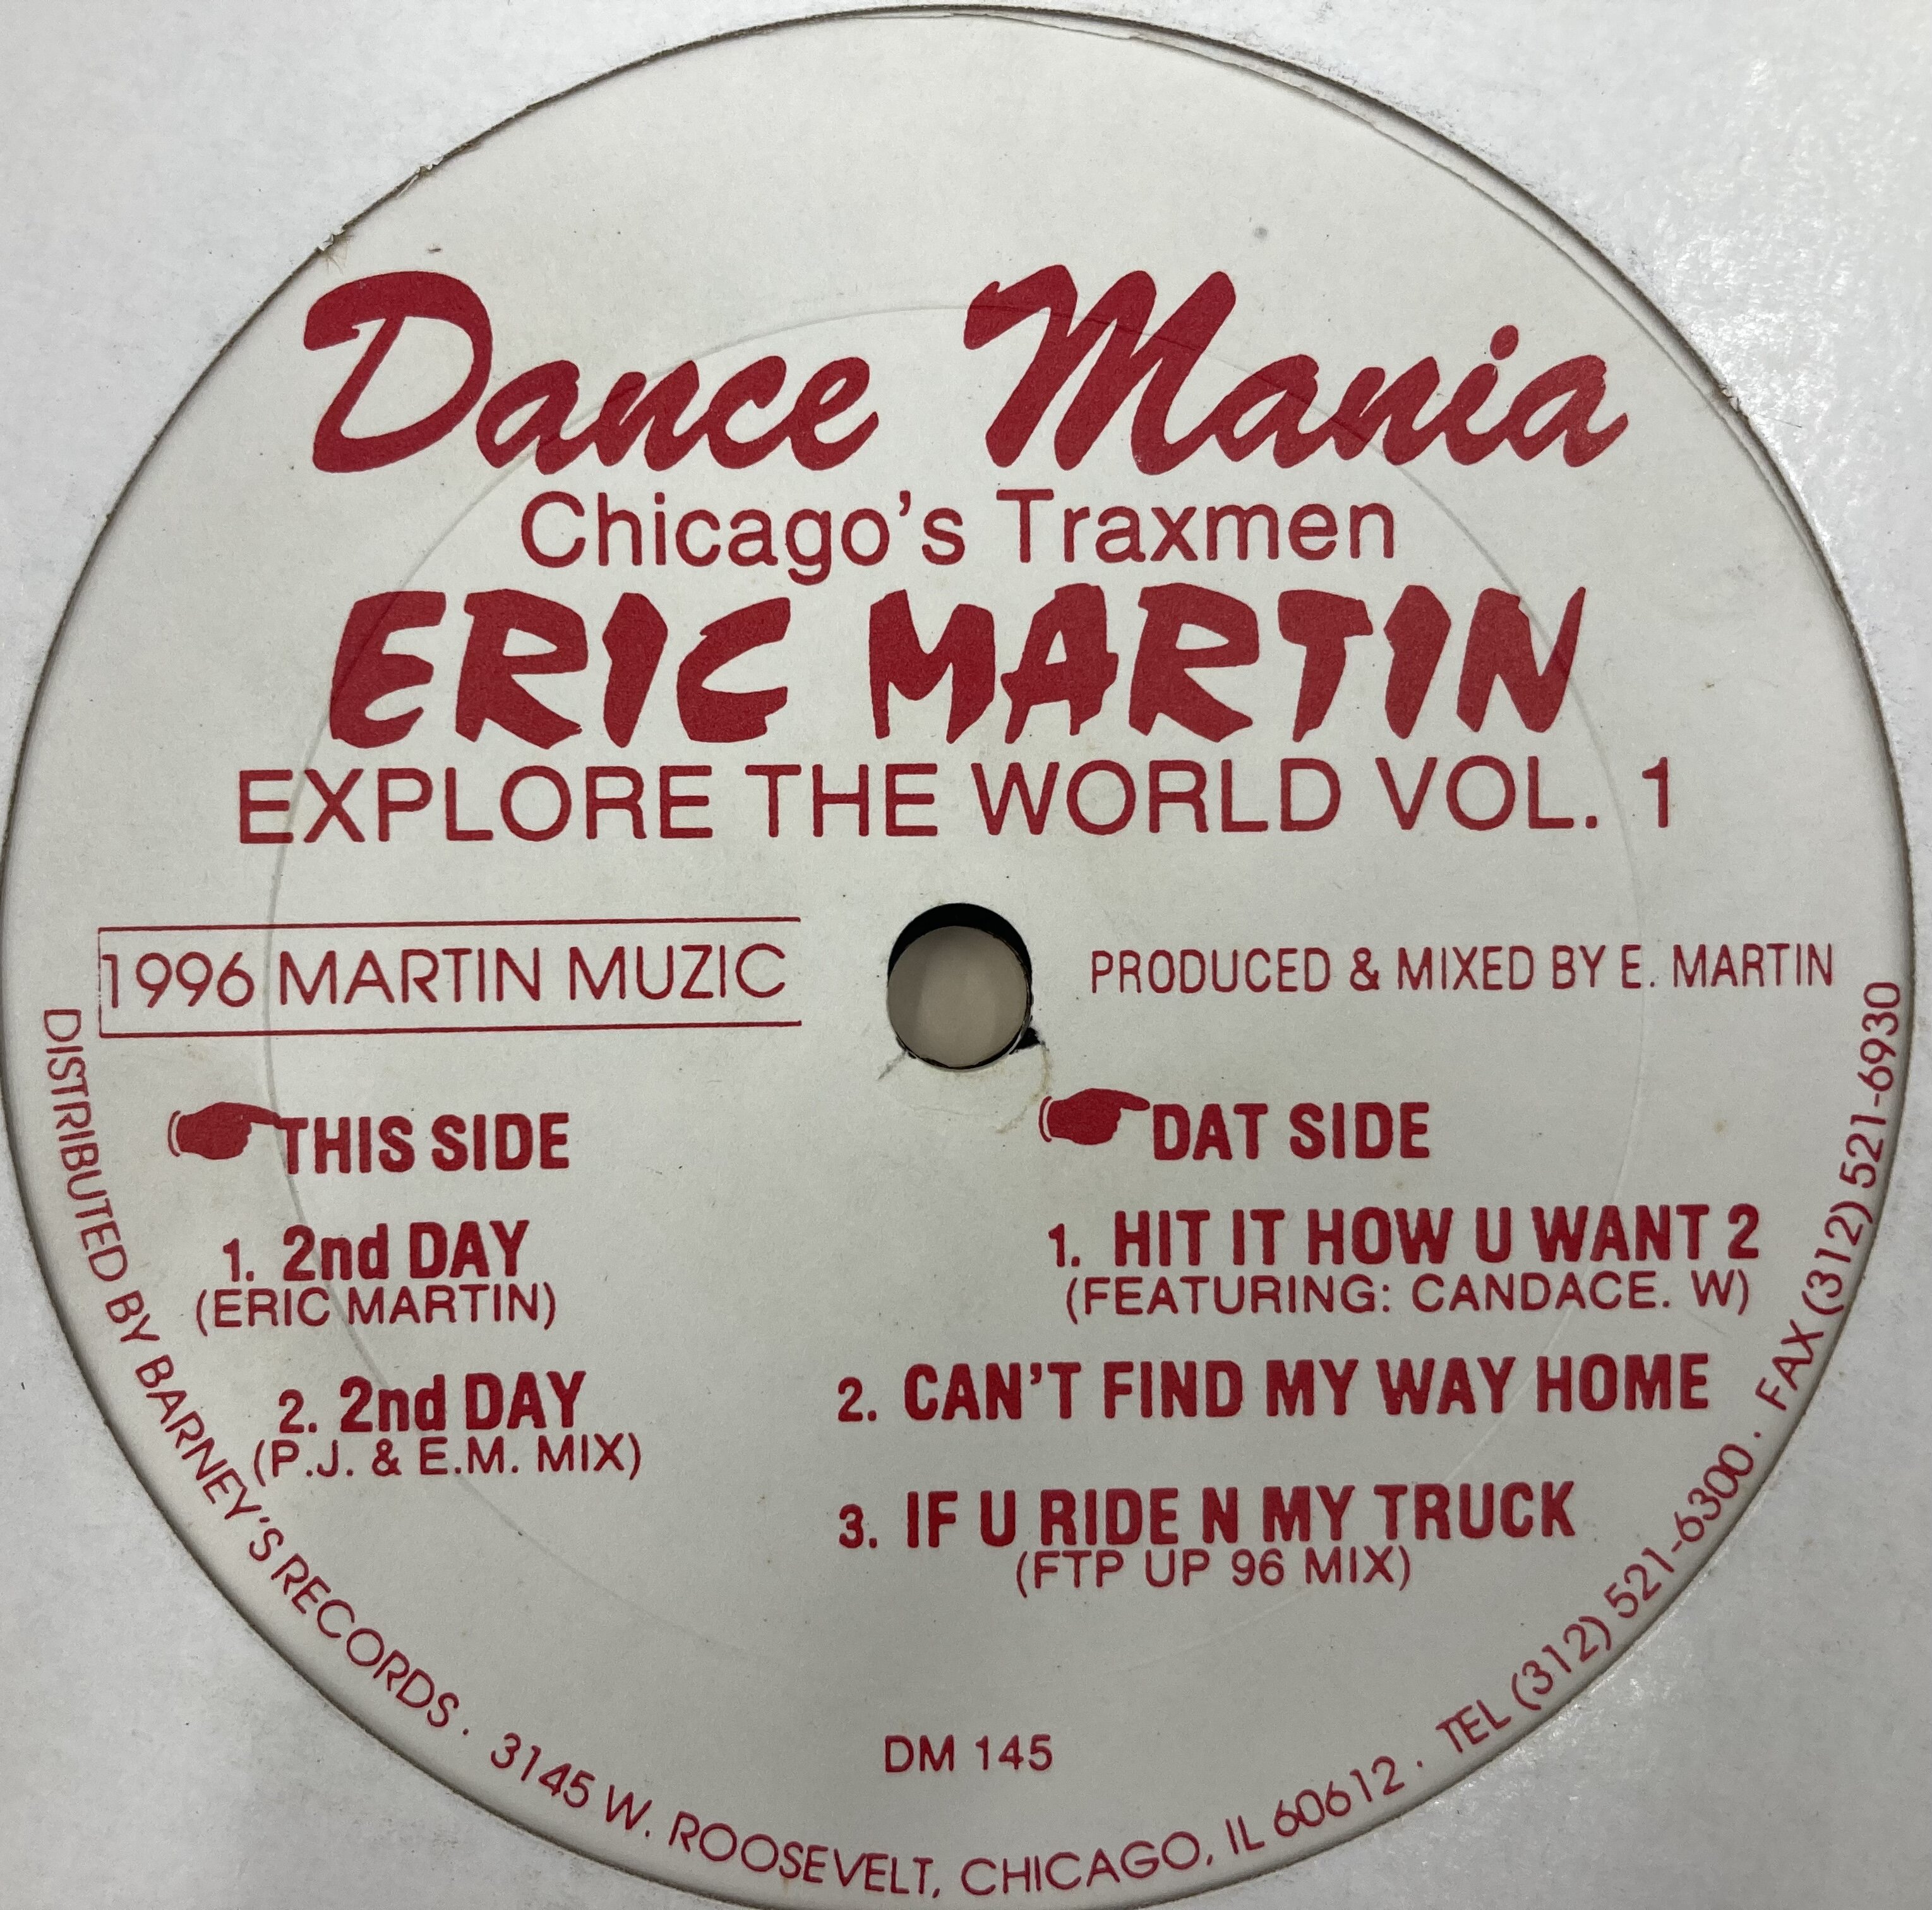 Dance Mania
Chicago's Traxmen
ERIC MARTIN
EXPLORE THE WORLD VOL. 1
1996 MARTIN MUZIC
PRODUCED & MIXED BY E. MARTIN
THIS SIDE
1. 2nd DAY
(ERIC MARTIN)
2. 2nd DAY
(P.J. & E.M. MIX)
DAT SIDE
1. HIT IT HOW U WANT 2
(FEATURING: CANDACE. W)
2. CAN'T FIND MY WAY HOME
3. IF U RIDE N MY TRUCK
(FTP UP 96 MIX)
DM 145
DISTRIBUTED BY BARNEY'S RECORDS · 3145 W. ROOSEVELT, CHICAGO, IL 60612 · TEL (312) 521-6300 · FAX (312) 521-6930